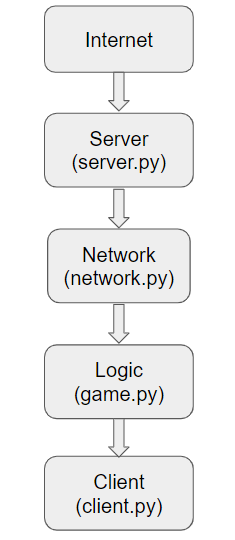 Internet
Server
(server.py)
Network
(network.py)
Logic
(game.py)
Client
(client.py)